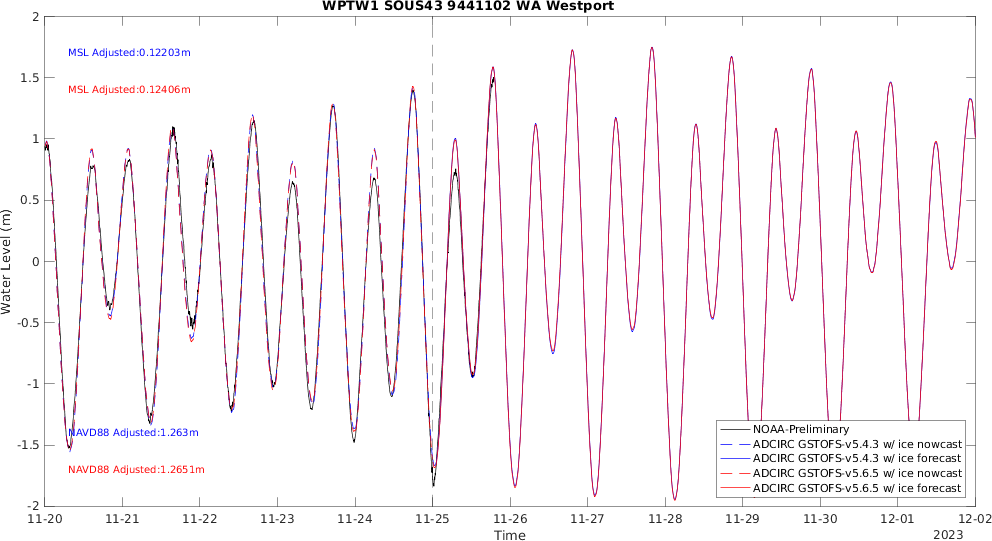 WPTW1 SOUS43 9441102 WA Westport
2
1.5
1
0.5
0
-0.5
-1
-1.5
-2
Water Level (m)
MSL Adjusted:0.12203m
MSL Adjusted:0.12406m
NAVD88 Adjusted:1.263m
NAVD88 Adjusted:1.2651m
NOAA-Preliminary
ADCIRC GSTOFS-v5.4.3 w/ ice nowcast
ADCIRC GSTOFS-v5.4.3 w/ ice forecast
ADCIRC GSTOFS-v5.6.5 w/ ice nowcast
ADCIRC GSTOFS-v5.6.5 w/ ice forecast
11-20 11-21 11-22 11-23 11-24 11-25 11-26 11-27 11-28 11-29 11-30 12-01 12-02
Time
2023